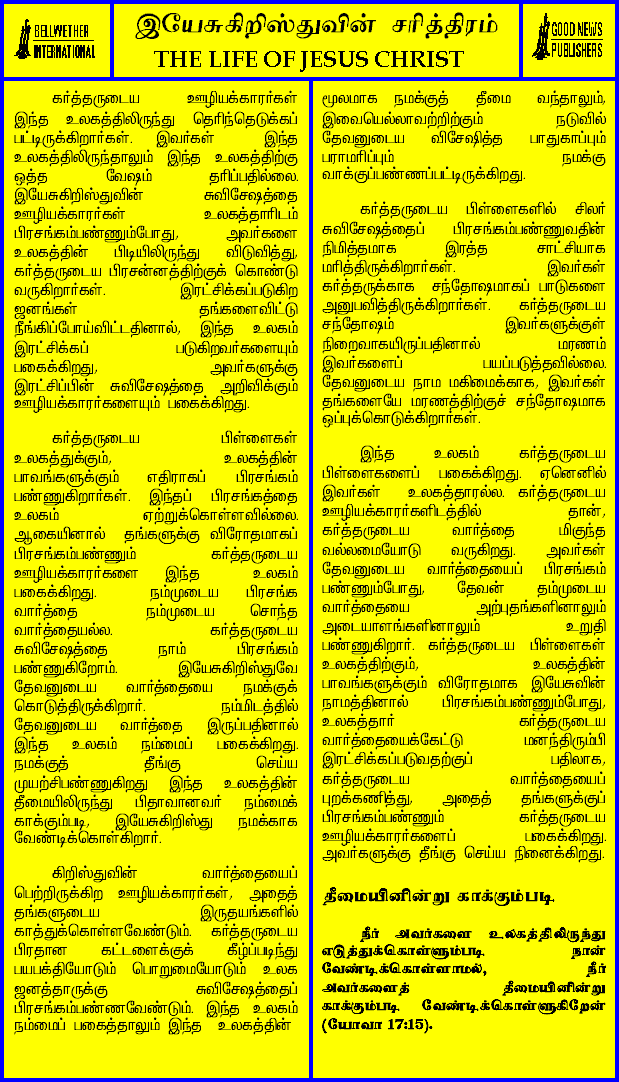 BELLWETHER
INTERNATIONAL
இயேசுகிறிஸ்துவின் சரித்திரம்
THE LIFE OF JESUS CHRIST
GOOD NEWS
PUBLISHERS
கர்த்தருடைய ஊழியக்காரர்கள்
இந்த உலகத்திலிருந்து தெரிந்தெடுக்கப்
பட்டிருக்கிறார்கள். இவர்கள் இந்த
உலகத்திலிருந்தாலும் இந்த உலகத்திற்கு
ஒத்த வேஷம் தரிப்பதில்லை.
இயேசுகிறிஸ்துவின் சுவிசேஷத்தை
ஊழியக்காரர்கள் உலகத்தாரிடம்
பிரசங்கம்பண்ணும்போது, அவர்களை
உலகத்தின் பிடியிலிருந்து விடுவித்து,
கர்த்தருடைய பிரசன்னத்திற்குக் கொண்டு
வருகிறார்கள். இரட்சிக்கப்படுகிற
ஜனங்கள் தங்களைவிட்டு
நீங்கிப்போய்விட்டதினால், இந்த உலகம்
இரட்சிக்கப் படுகிறவர்களையும்
பகைக்கிறது, அவர்களுக்கு
இரட்சிப்பின் சுவிசேஷத்தை அறிவிக்கும்
ஊழியக்காரர்களையும் பகைக்கிறது.
கர்த்தருடைய பிள்ளைகள்
உலகத்துக்கும், உலகத்தின்
பாவங்களுக்கும் எதிராகப் பிரசங்கம்
பண்ணுகிறார்கள். இந்தப் பிரசங்கத்தை
உலகம் ஏற்றுக்கொள்ளவில்லை.
ஆகையினால் தங்களுக்கு விரோதமாகப்
பிரசங்கம்பண்ணும் கர்த்தருடைய
ஊழியக்காரர்களை இந்த உலகம்
பகைக்கிறது. நம்முடைய பிரசங்க
வார்த்தை நம்முடைய சொந்த
வார்த்தையல்ல. கர்த்தருடைய
சுவிசேஷத்தை நாம் பிரசங்கம்
பண்ணுகிறோம். இயேசுகிறிஸ்துவே
தேவனுடைய வார்த்தையை நமக்குக்
கொடுத்திருக்கிறார். நம்மிடத்தில்
தேவனுடைய வார்த்தை இருப்பதினால்
இந்த உலகம் நம்மைப் பகைக்கிறது.
நமக்குத் தீங்கு செய்ய
முயற்சிபண்ணுகிறது இந்த உலகத்தின்
தீமையிலிருந்து பிதாவானவர் நம்மைக்
காக்கும்படி, இயேசுகிறிஸ்து நமக்காக
வேண்டிக்கொள்கிறார்.
கிறிஸ்துவின் வார்த்தையைப்
பெற்றிருக்கிற ஊழியக்காரர்கள், அதைத்
தங்களுடைய இருதயங்களில்
காத்துக்கொள்ளவேண்டும். கர்த்தருடைய
பிரதான கட்டளைக்குக் கீழ்ப்படிந்து
பயபக்தியோடும் பொறுமையோடும் உலக
ஜனத்தாருக்கு சுவிசேஷத்தைப்
பிரசங்கம்பண்ணவேண்டும். இந்த உலகம்
நம்மைப் பகைத்தாலும் இந்த உலகத்தின்
மூலமாக நமக்குத் தீமை வந்தாலும்,
இவையெல்லாவற்றிற்கும் நடுவில்
தேவனுடைய விசேஷித்த பாதுகாப்பும்
பராமரிப்பும் நமக்கு
வாக்குப்பண்ணப்பட்டிருக்கிறது.
கர்த்தருடைய பிள்ளைகளில் சிலர்
சுவிசேஷத்தைப் பிரசங்கம்பண்ணுவதின்
நிமித்தமாக இரத்த சாட்சியாக
மரித்திருக்கிறார்கள். இவர்கள்
கர்த்தருக்காக சந்தோஷமாகப் பாடுகளை
அனுபவித்திருக்கிறார்கள். கர்த்தருடைய
சந்தோஷம் இவர்களுக்குள்
நிறைவாகயிருப்பதினால் மரணம்
இவர்களைப் பயப்படுத்தவில்லை.
தேவனுடைய நாம மகிமைக்காக, இவர்கள்
தங்களையே மரணத்திற்குச் சந்தோஷமாக
ஒப்புக்கொடுக்கிறார்கள்.
இந்த உலகம் கர்த்தருடைய
பிள்ளைகளைப் பகைக்கிறது. ஏனெனில்
இவர்கள் உலகத்தாரல்ல. கர்த்தருடைய
ஊழியக்காரர்களிடத்தில் தான்,
கர்த்தருடைய வார்த்தை மிகுந்த
வல்லமையோடு வருகிறது. அவர்கள்
தேவனுடைய வார்த்தையைப் பிரசங்கம்
பண்ணும்போது, தேவன் தம்முடைய
வார்த்தையை அற்புதங்களினாலும்
அடையாளங்களினாலும் உறுதி
பண்ணுகிறார். கர்த்தருடைய பிள்ளைகள்
உலகத்திற்கும், உலகத்தின்
பாவங்களுக்கும் விரோதமாக இயேசுவின்
நாமத்தினால் பிரசங்கம்பண்ணும்போது,
உலகத்தார் கர்த்தருடைய
வார்த்தையைக்கேட்டு மனந்திரும்பி
இரட்சிக்கப்படுவதற்குப் பதிலாக,
கர்த்தருடைய வார்த்தையைப்
புறக்கணித்து, அதைத் தங்களுக்குப்
பிரசங்கம்பண்ணும் கர்த்தருடைய
ஊழியக்காரர்களைப் பகைக்கிறது.
அவர்களுக்கு தீங்கு செய்ய நினைக்கிறது.
தீமையினின்று காக்கும்படி
நீர் அவர்களை உலகத்திலிருந்து
எடுத்துக்கொள்ளும்படி நான்
வேண்டிக்கொள்ளாமல், நீர்
அவர்களைத் தீமையினின்று
காக்கும்படி வேண்டிக்கொள்ளுகிறேன்
(யோவா 17:15).